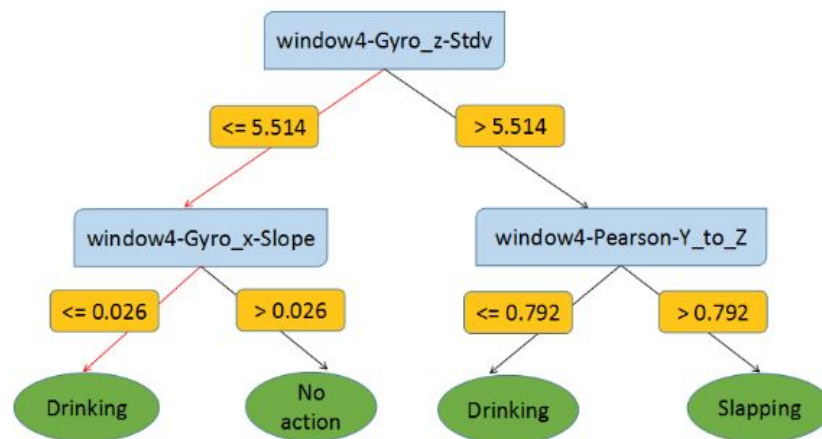 window4-Gyro_z-Stdv
<= 5.514
> 5.514
window4-Gyro_x-Slope
window4-Pearson-Y_to_Z
<= 0.026
> 0.026
<= 0.792
> 0.792
Drinking
No
action
Drinking
Slapping